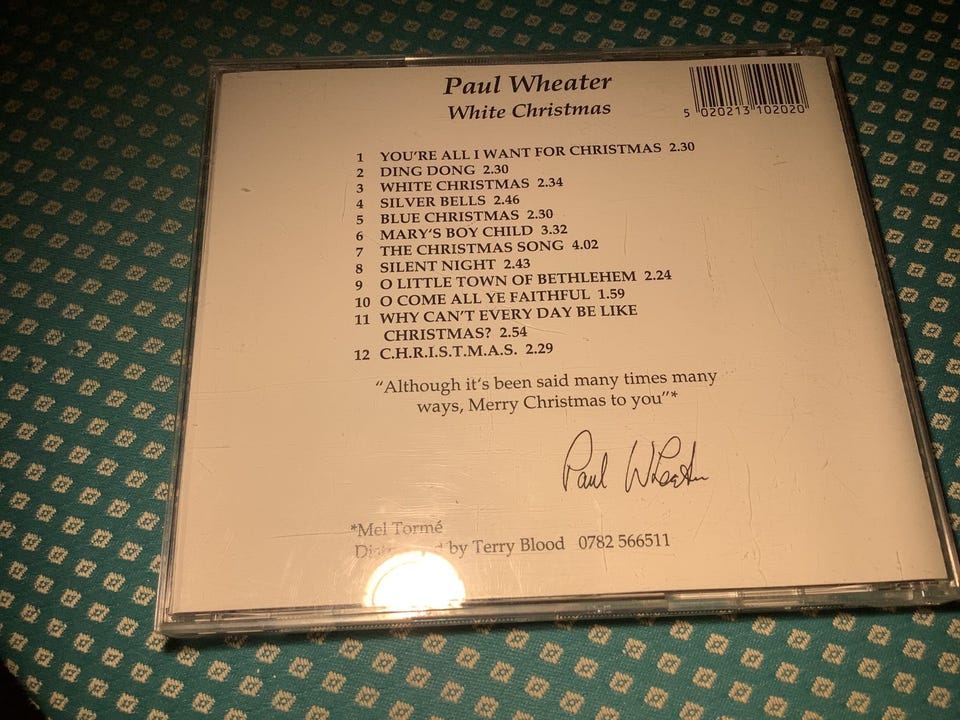 Paul Wheater
White Christmas
5 020213 102020
1 YOU'RE ALL I WANT FOR CHRISTMAS 2.30
2 DING DONG 2.30
3 WHITE CHRISTMAS 2.34
4 SILVER BELLS 2.46
5 BLUE CHRISTMAS 2.30
6 MARY'S BOY CHILD 3.32
7 THE CHRISTMAS SONG 4.02
8 SILENT NIGHT 2.43
9 O LITTLE TOWN OF BETHLEHEM 2.24
10 O COME ALL YE FAITHFUL 1.59
11 WHY CAN'T EVERY DAY BE LIKE
CHRISTMAS? 2.54
12 C.H.R.I.S.T.M.A.S. 2.29
"Although it's been said many times many
ways, Merry Christmas to you"*
Paul Wheater
*Mel Tormé
by Terry Blood 0782 566511